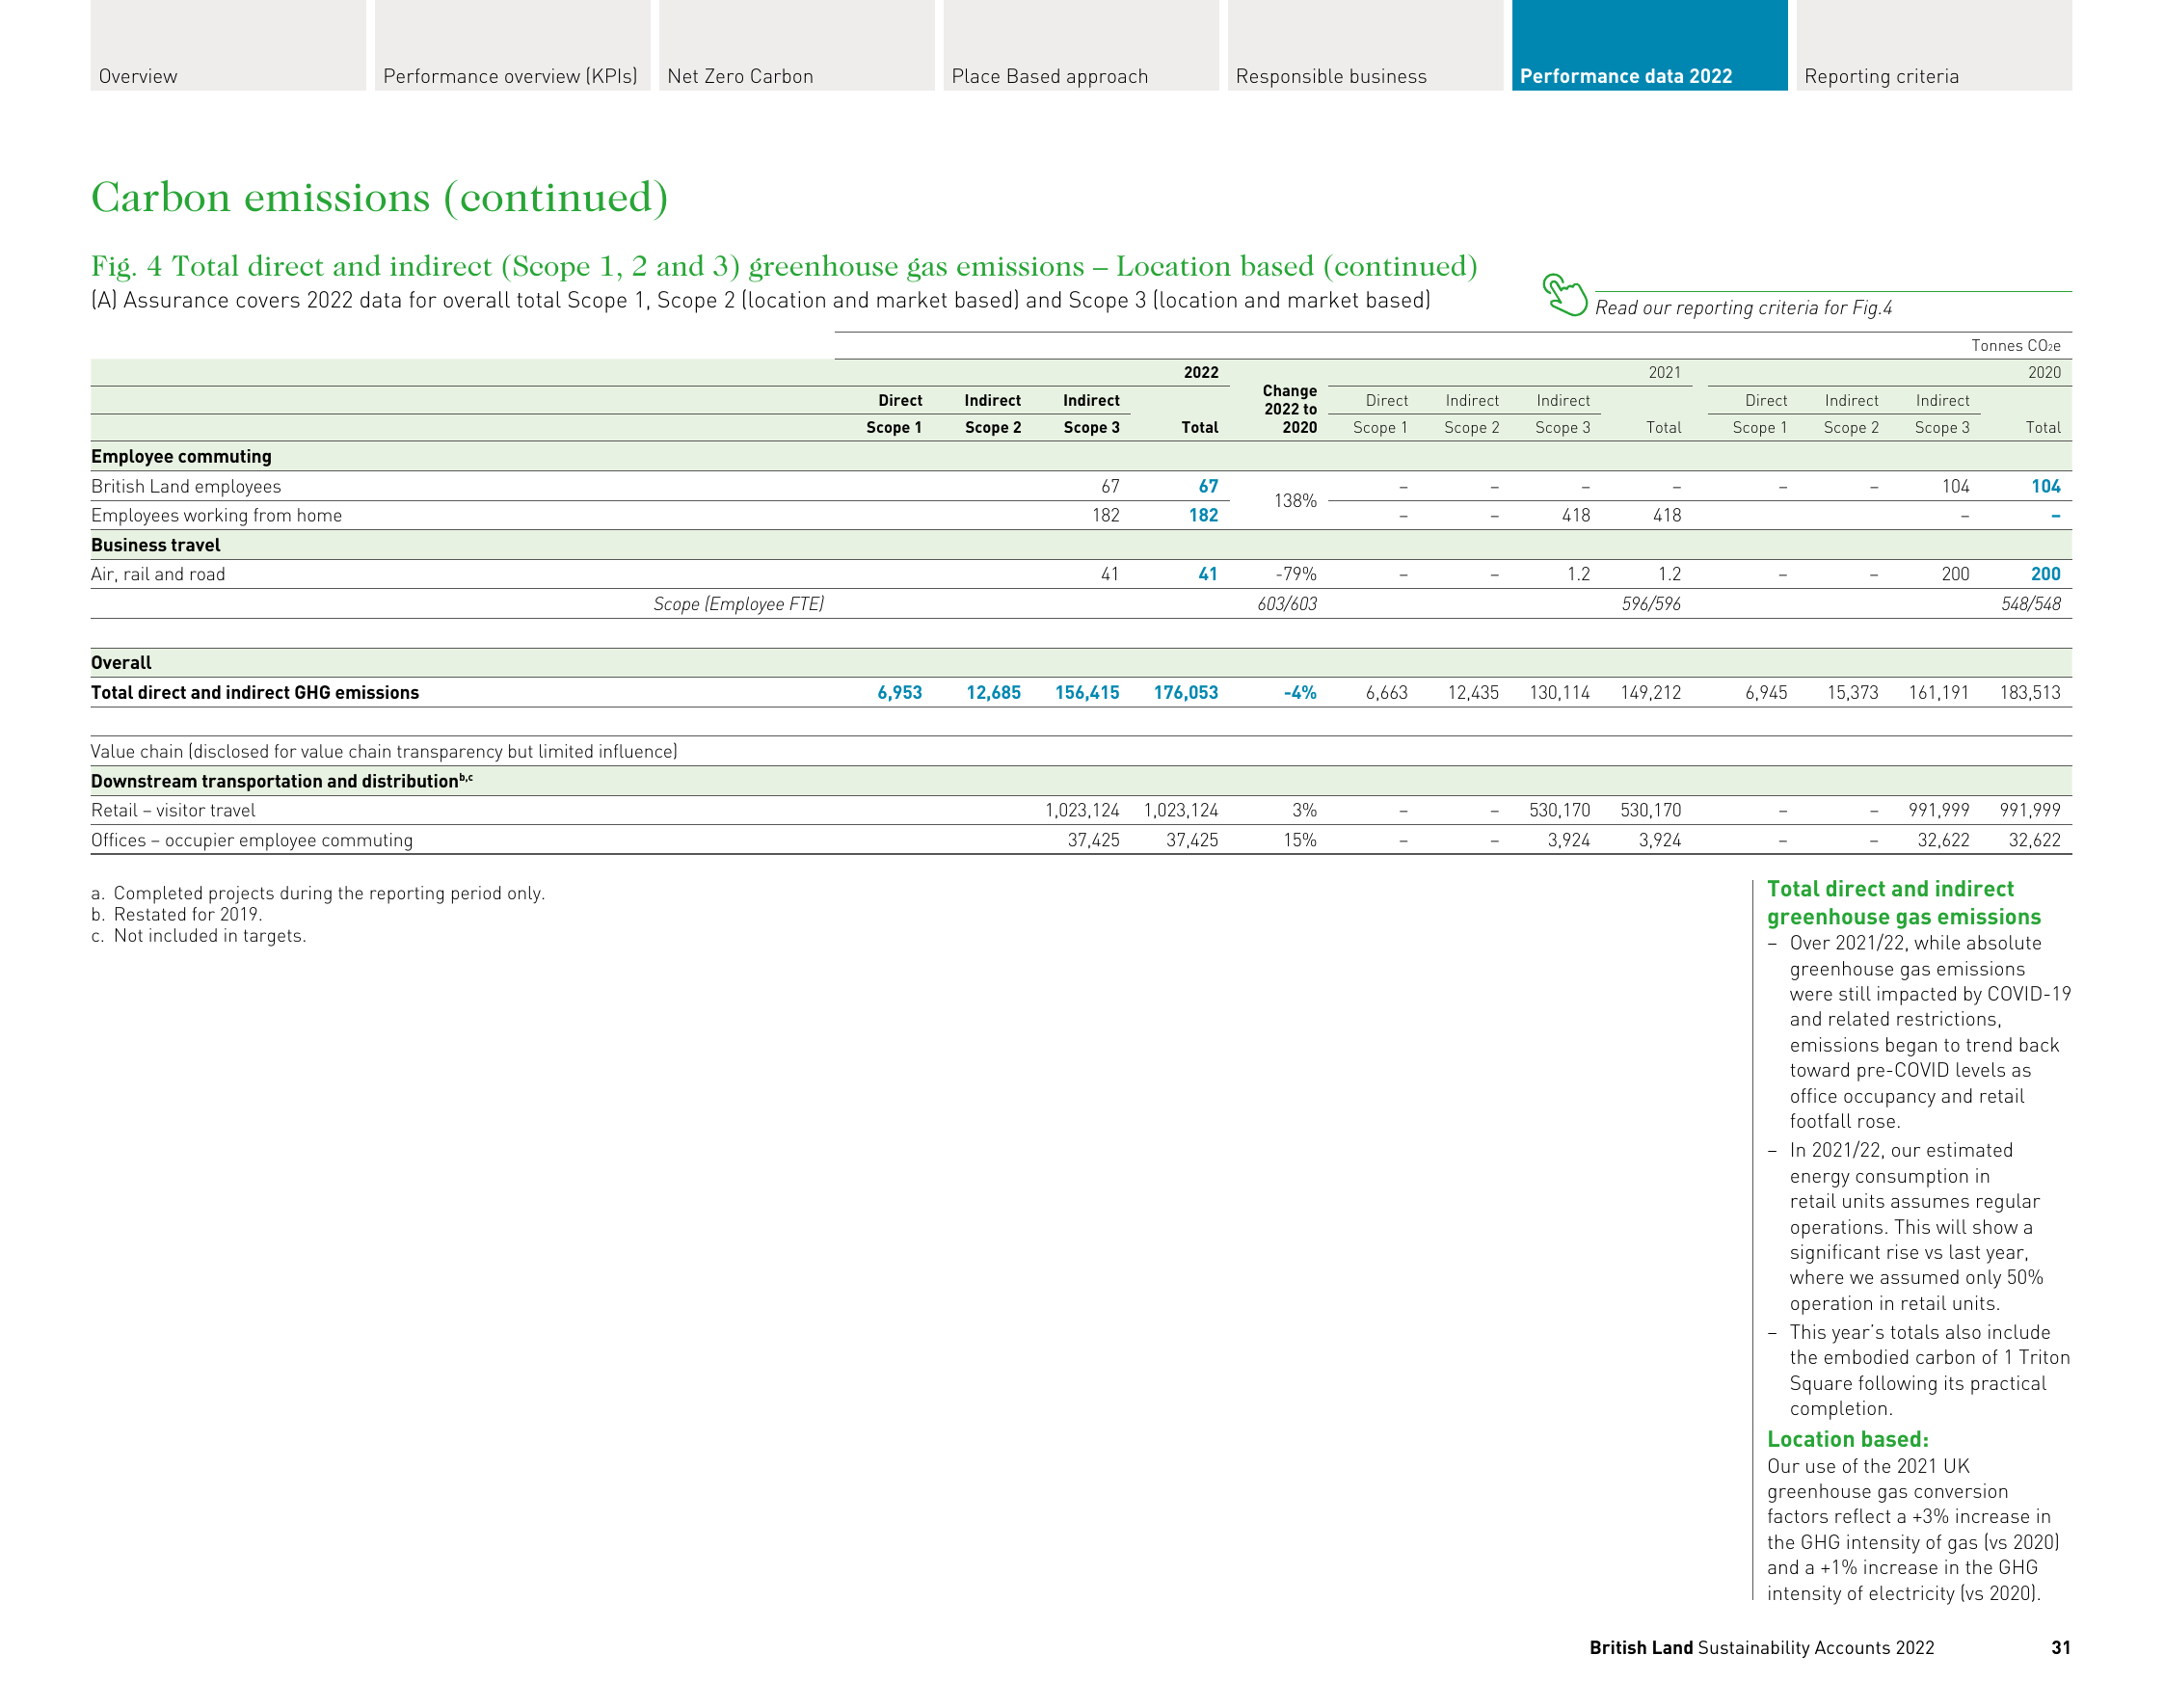 Overview
Performance overview (KPIs)
Net Zero Carbon
Place Based approach
Responsible business
Performance data 2022
Reporting criteria
Carbon emissions (continued)
Fig. 4 Total direct and indirect (Scope 1, 2 and 3) greenhouse gas emissions – Location based (continued)
(A) Assurance covers 2022 data for overall total Scope 1, Scope 2 (location and market based) and Scope 3 (location and market based)
Read our reporting criteria for Fig.4
Tonnes CO2e
2022 2021 2020
Direct Indirect Indirect Change 2022 to 2020 Direct Indirect Indirect Direct Indirect Indirect
Scope 1 Scope 2 Scope 3 Total Scope 1 Scope 2 Scope 3 Total Scope 1 Scope 2 Scope 3 Total
Employee commuting
British Land employees 67 67 138% – – – – – – 104 104
Employees working from home 182 182 – – 418 418 – –
Business travel
Air, rail and road 41 41 -79% – – 1.2 1.2 – – 200 200
Scope (Employee FTE) 603/603 596/596 548/548
Overall
Total direct and indirect GHG emissions 6,953 12,685 156,415 176,053 -4% 6,663 12,435 130,114 149,212 6,945 15,373 161,191 183,513
Value chain (disclosed for value chain transparency but limited influence)
Downstream transportation and distributionb,c
Retail – visitor travel 1,023,124 1,023,124 3% – – 530,170 530,170 – – 991,999 991,999
Offices – occupier employee commuting 37,425 37,425 15% – – 3,924 3,924 – – 32,622 32,622
a. Completed projects during the reporting period only.
b. Restated for 2019.
c. Not included in targets.
Total direct and indirect
greenhouse gas emissions
– Over 2021/22, while absolute
greenhouse gas emissions
were still impacted by COVID-19
and related restrictions,
emissions began to trend back
toward pre-COVID levels as
office occupancy and retail
footfall rose.
– In 2021/22, our estimated
energy consumption in
retail units assumes regular
operations. This will show a
significant rise vs last year,
where we assumed only 50%
operation in retail units.
– This year's totals also include
the embodied carbon of 1 Triton
Square following its practical
completion.
Location based:
Our use of the 2021 UK
greenhouse gas conversion
factors reflect a +3% increase in
the GHG intensity of gas (vs 2020)
and a +1% increase in the GHG
intensity of electricity (vs 2020).
British Land Sustainability Accounts 2022 31